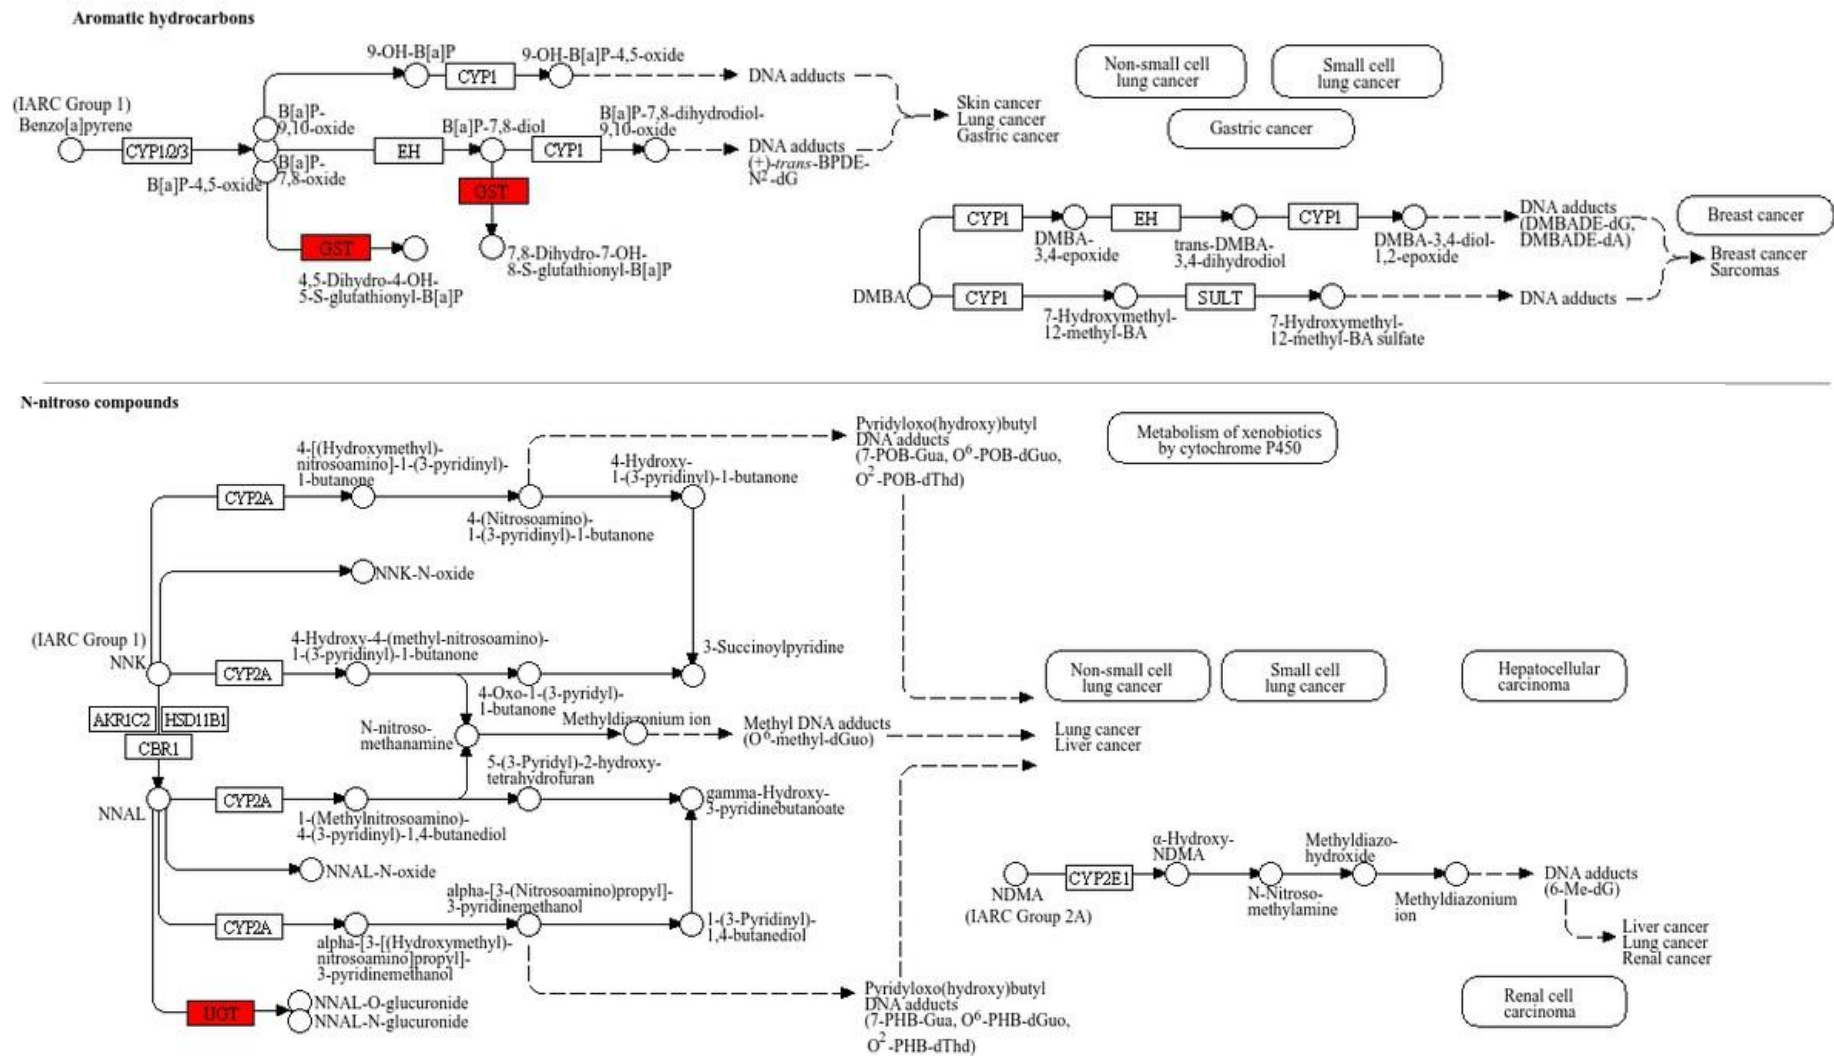 Aromatic hydrocarbons
9-OH-B[a]P
9-OH-B[a]P-4,5-oxide
CYP1
DNA adducts
(IARC Group 1)
Benzo[a]pyrene
CYP1/2/3
B[a]P-
9,10-oxide
B[a]P-
7,8-oxide
B[a]P-4,5-oxide
EH
B[a]P-7,8-diol
CYP1
B[a]P-7,8-dihydrodiol-
9,10-oxide
DNA adducts
(+)-trans-BPDE-
N²-dG
Skin cancer
Lung cancer
Gastric cancer
GST
7,8-Dihydro-7-OH-
8-S-glutathionyl-B[a]P
GST
4,5-Dihydro-4-OH-
5-S-glutathionyl-B[a]P
Non-small cell
lung cancer
Small cell
lung cancer
Gastric cancer
DMBA
CYP1
DMBA-
3,4-epoxide
EH
trans-DMBA-
3,4-dihydrodiol
CYP1
DMBA-3,4-diol-
1,2-epoxide
DNA adducts
(DMBADE-dG,
DMBADE-dA)
Breast cancer
Breast cancer
Sarcomas
CYP1
7-Hydroxymethyl-
12-methyl-BA
SULT
7-Hydroxymethyl-
12-methyl-BA sulfate
DNA adducts
N-nitroso compounds
CYP2A
4-[(Hydroxymethyl)-
nitrosoamino]-1-(3-pyridinyl)-
1-butanone
4-(Nitrosoamino)-
1-(3-pyridinyl)-1-butanone
4-Hydroxy-
1-(3-pyridinyl)-1-butanone
Pyridyloxo(hydroxy)butyl
DNA adducts
(7-POB-Gua, O⁶-POB-dGuo,
O²-POB-dThd)
Metabolism of xenobiotics
by cytochrome P450
NNK-N-oxide
(IARC Group 1)
NNK
CYP2A
4-Hydroxy-4-(methyl-nitrosoamino)-
1-(3-pyridinyl)-1-butanone
4-Oxo-1-(3-pyridyl)-
1-butanone
3-Succinoylpyridine
AKR1C2
HSD11B1
CBR1
N-nitroso-
methanamine
Methyldiazonium ion
Methyl DNA adducts
(O⁶-methyl-dGuo)
Non-small cell
lung cancer
Small cell
lung cancer
Hepatocellular
carcinoma
Lung cancer
Liver cancer
NNAL
CYP2A
1-(Methylnitrosoamino)-
4-(3-pyridinyl)-1,4-butanediol
5-(3-Pyridyl)-2-hydroxy-
tetrahydrofuran
gamma-Hydroxy-
3-pyridinebutanoate
NNAL-N-oxide
CYP2A
alpha-[3-[(Hydroxymethyl)-
nitrosoamino]propyl]-
3-pyridinemethanol
alpha-[3-(Nitrosoamino)propyl]-
3-pyridinemethanol
1-(3-Pyridinyl)-
1,4-butanediol
UGT
NNAL-O-glucuronide
NNAL-N-glucuronide
Pyridyloxo(hydroxy)butyl
DNA adducts
(7-PHB-Gua, O⁶-PHB-dGuo,
O²-PHB-dThd)
NDMA
(IARC Group 2A)
CYP2E1
α-Hydroxy-
NDMA
N-Nitroso-
methylamine
Methyldiazo-
hydroxide
Methyldiazonium
ion
DNA adducts
(6-Me-dG)
Liver cancer
Lung cancer
Renal cancer
Renal cell
carcinoma